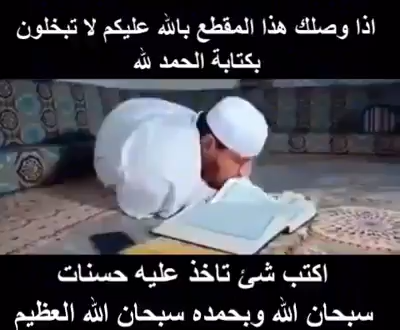 اذا وصلك هذا المقطع بالله عليكم لا تبخلون
بكتابة الحمد لله
اكتب شئ تاخذ عليه حسنات
سبحان الله وبحمده سبحان الله العظيم